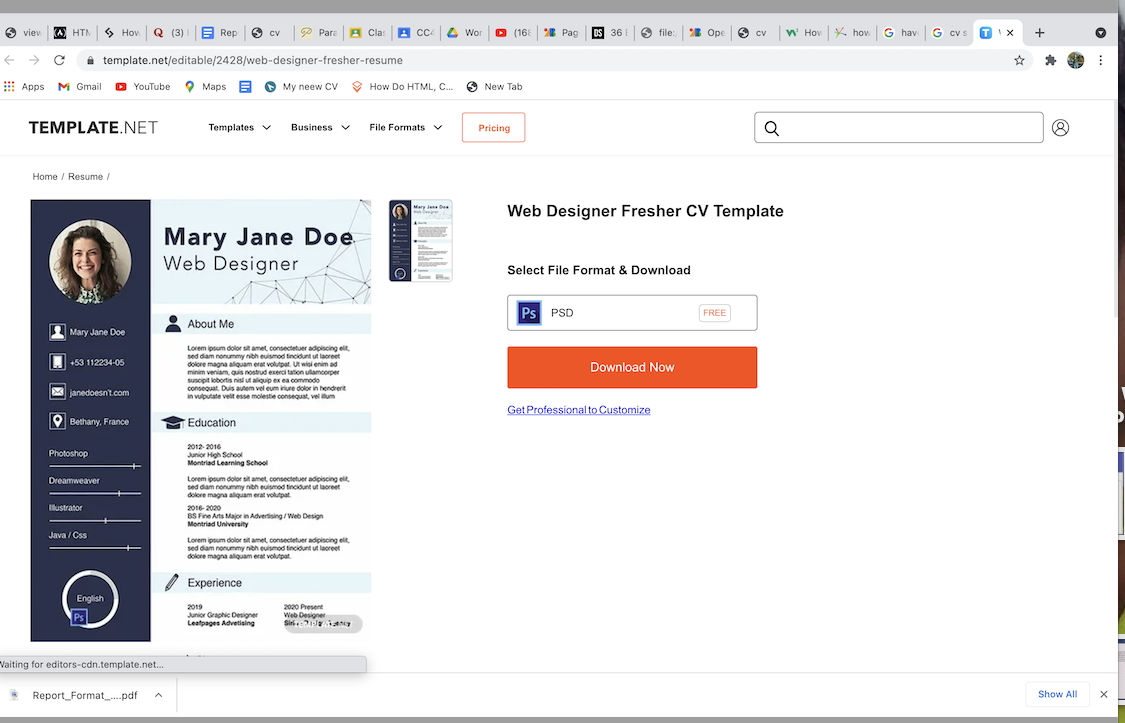 view
HTM
How
(3)
Rep
cv
Para
Clas
CC4
Wor
(168
Pag
36
file:
Ope
cv
How
how
have
cv s
template.net/editable/2428/web-designer-fresher-resume
Apps
Gmail
YouTube
Maps
My neew CV
How Do HTML, C...
New Tab
TEMPLATE.NET
Templates
Business
File Formats
Pricing
Home / Resume /
Mary Jane Doe
Web Designer
Mary Jane Doe
+53 112234-05
janedoesn't.com
Bethany, France
Photoshop
Dreamweaver
Illustrator
Java / Css
English
Ps
About Me
Lorem ipsum dolor sit amet, consectetuer adipiscing elit,
sed diam nonummy nibh euismod tincidunt ut laoreet
dolore magna aliquam erat volutpat. Ut wisi enim ad
minim veniam, quis nostrud exerci tation ullamcorper
suscipit lobortis nisl ut aliquip ex ea commodo
consequat. Duis autem vel eum iriure dolor in hendrerit
in vulputate velit esse molestie consequat, vel illum
Education
2012- 2016
Junior High School
Montriad Learning School
Lorem ipsum dolor sit amet, consectetuer adipiscing elit,
sed diam nonummy nibh euismod tincidunt ut laoreet
dolore magna aliquam erat volutpat.
2016- 2020
BS Fine Arts Major in Advertising / Web Design
Montriad University
Lorem ipsum dolor sit amet, consectetuer adipiscing elit,
sed diam nonummy nibh euismod tincidunt ut laoreet
dolore magna aliquam erat volutpat.
Experience
2019
Junior Graphic Designer
Leafpages Advetising
2020 Present
Web Designer
Mary Jane Doe
Web Designer
Web Designer Fresher CV Template
Select File Format & Download
Ps PSD FREE
Download Now
Get Professional to Customize
Waiting for editors-cdn.template.net...
Report_Format_....pdf
Show All